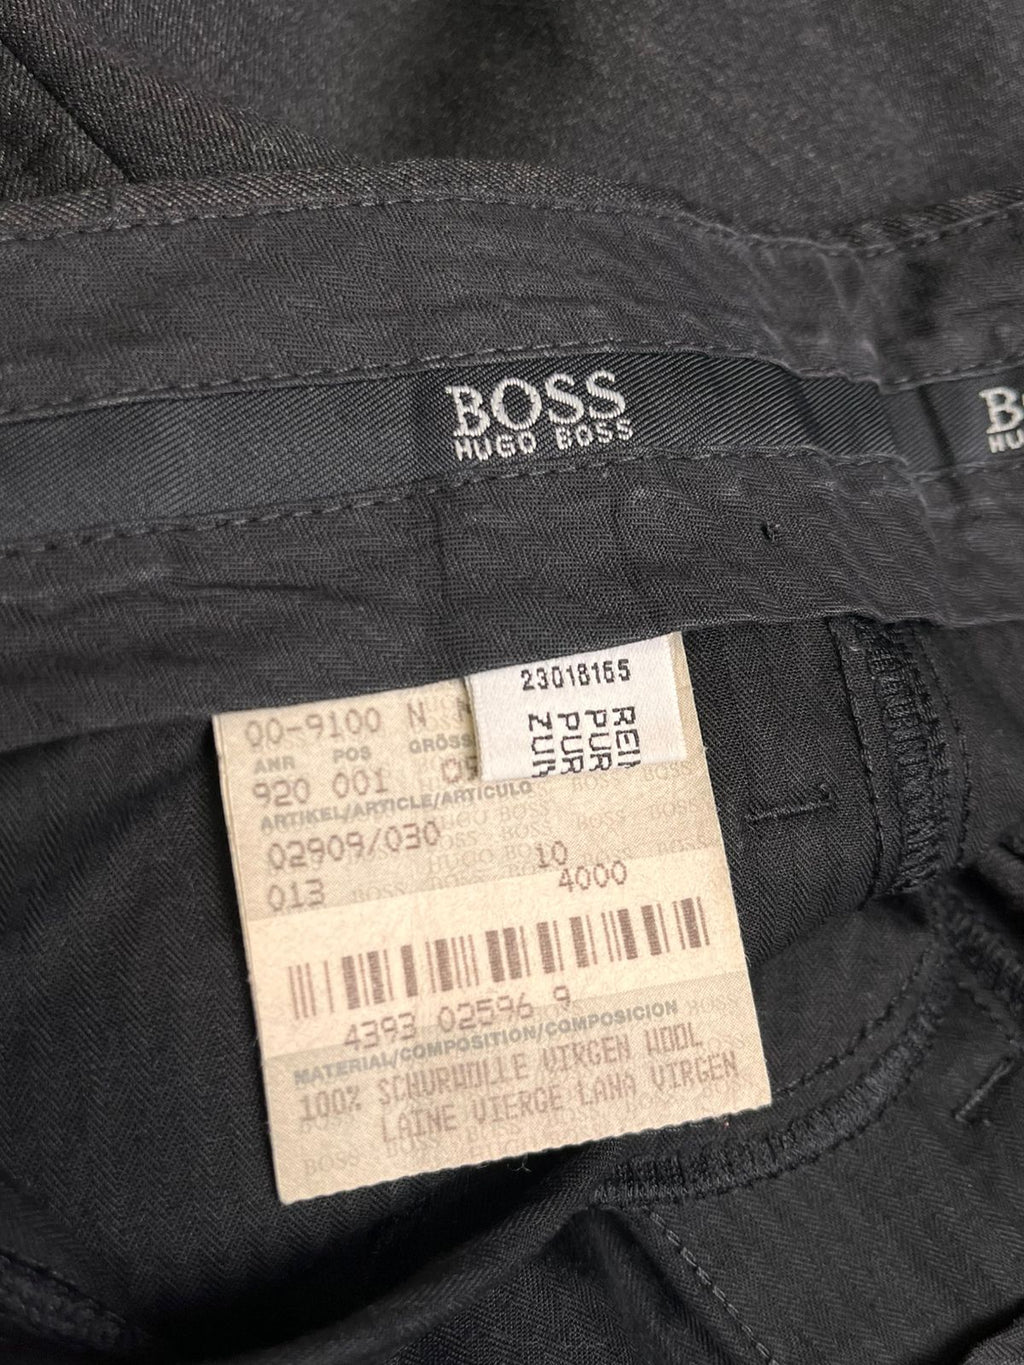 BOSS
HUGO BOSS
23018165
00-9100 N
ANR POS GRÖSS
920 001
ARTIKEL/ARTICLE/ARTICULO
02909/030
10
013 4000
4393 02596 9
MATERIAL/COMPOSITION/COMPOSICION
100% SCHURWOLLE VIRGEN WOOL
LAINE VIERGE LANA VIRGEN